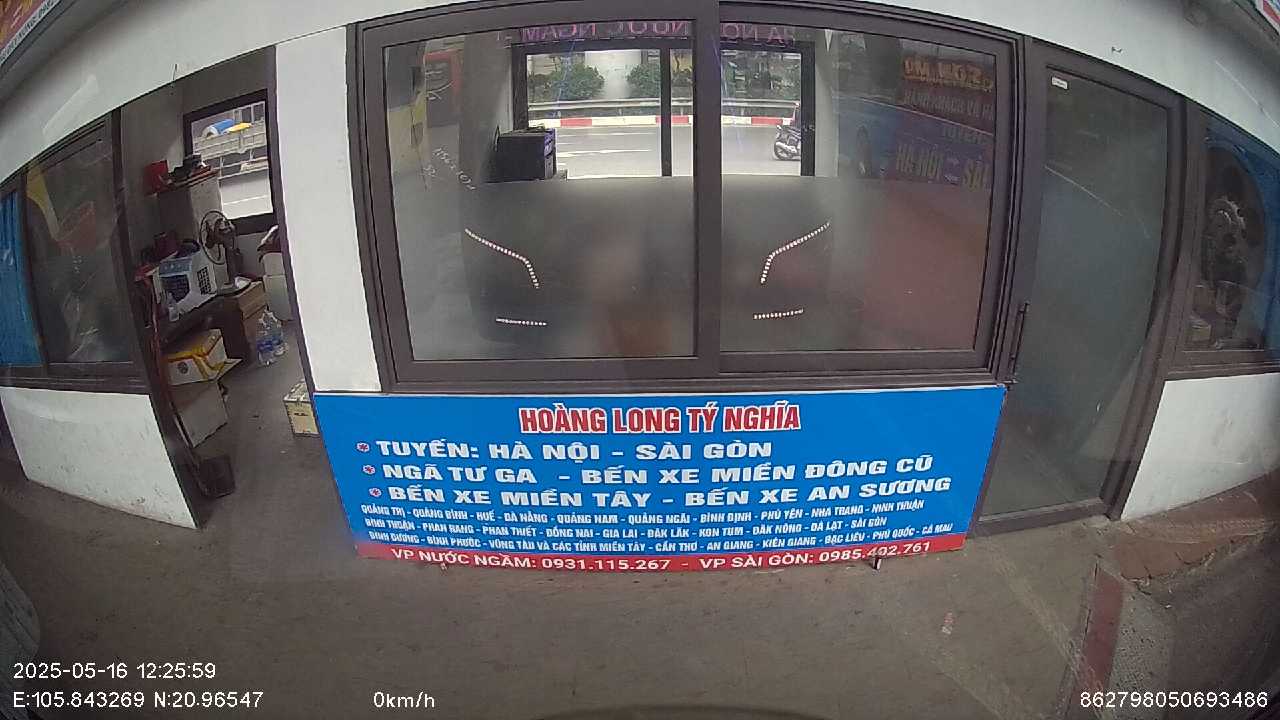 HOÀNG LONG TÝ NGHĨA
TUYẾN: HÀ NỘI - SÀI GÒN
NGÃ TƯ GA - BẾN XE MIỀN ĐÔNG CŨ
BẾN XE MIỀN TÂY - BẾN XE AN SƯƠNG
QUẢNG TRỊ - QUẢNG BÌNH - HUẾ - ĐÀ NẴNG - QUẢNG NAM - QUẢNG NGÃI - BÌNH ĐỊNH - PHÚ YÊN - NHA TRANG - NINH THUẬN
BÌNH THUẬN - PHAN RANG - PHAN THIẾT - ĐỒNG NAI - GIA LAI - ĐĂK LĂK - KON TUM - ĐĂK NÔNG - ĐÀ LẠT - SÀI GÒN
BÌNH DƯƠNG - BÌNH PHƯỚC - VŨNG TÀU VÀ CÁC TỈNH MIỀN TÂY - CẦN THƠ - AN GIANG - KIÊN GIANG - BẠC LIÊU - PHÚ QUỐC - CÀ MAU
VP NƯỚC NGẦM: 0931.115.267 - VP SÀI GÒN: 0985.402.761
2025-05-16 12:25:59
E:105.843269 N:20.96547
0km/h
862798050693486